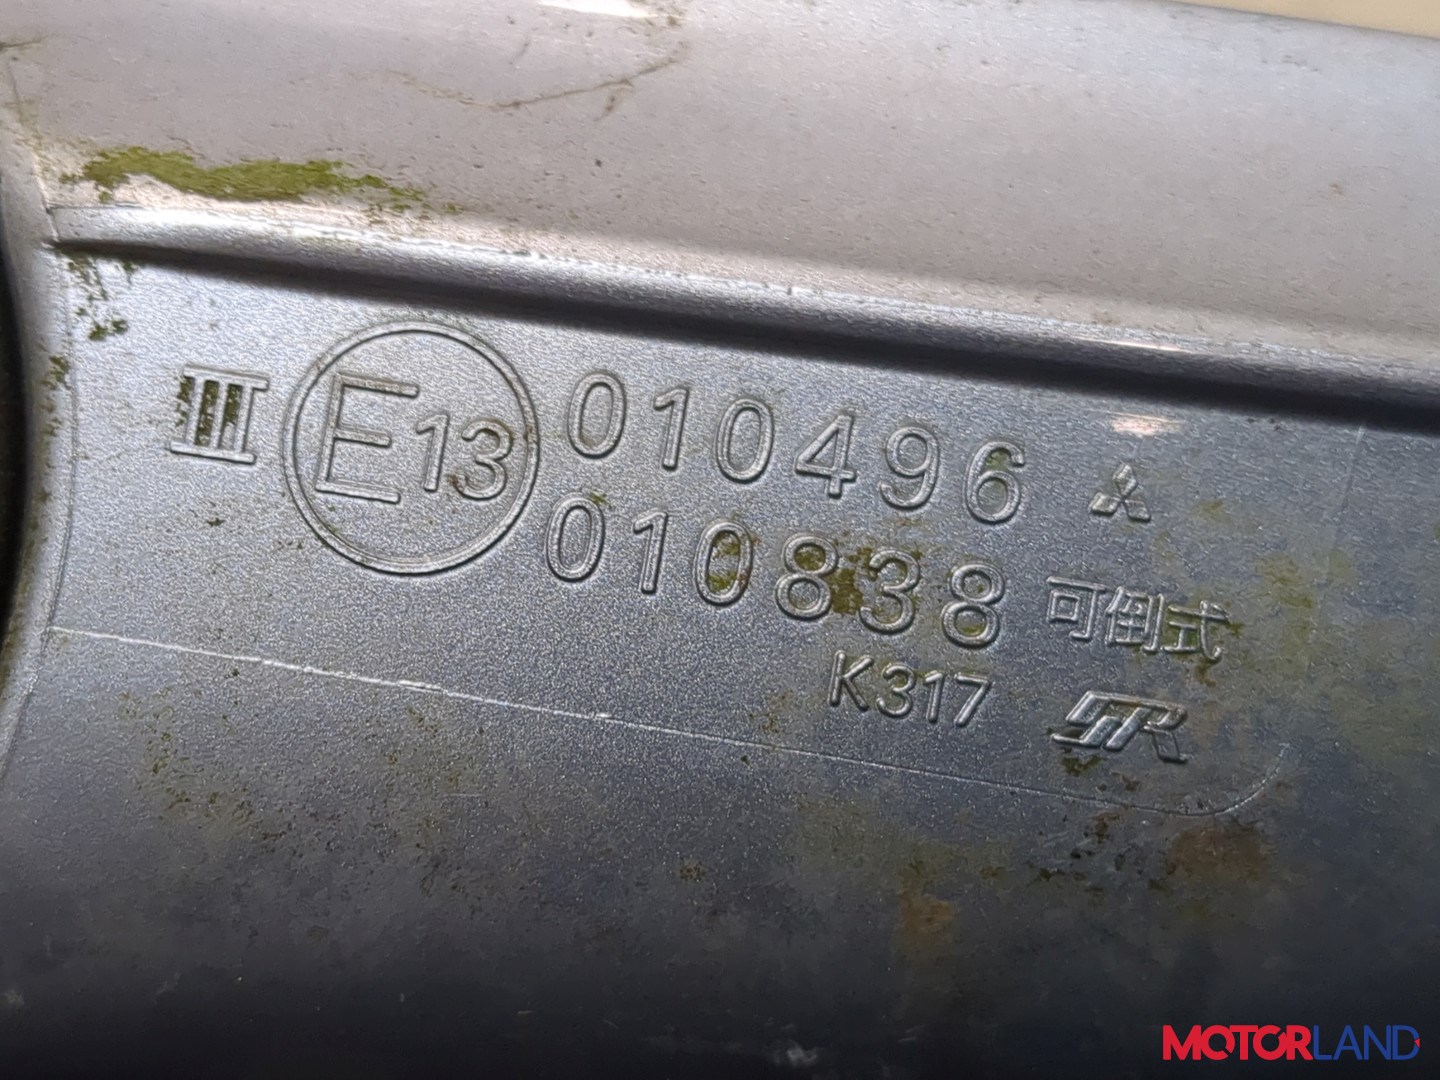 III E13 010496
010838 可倒式
K317
MOTORLAND